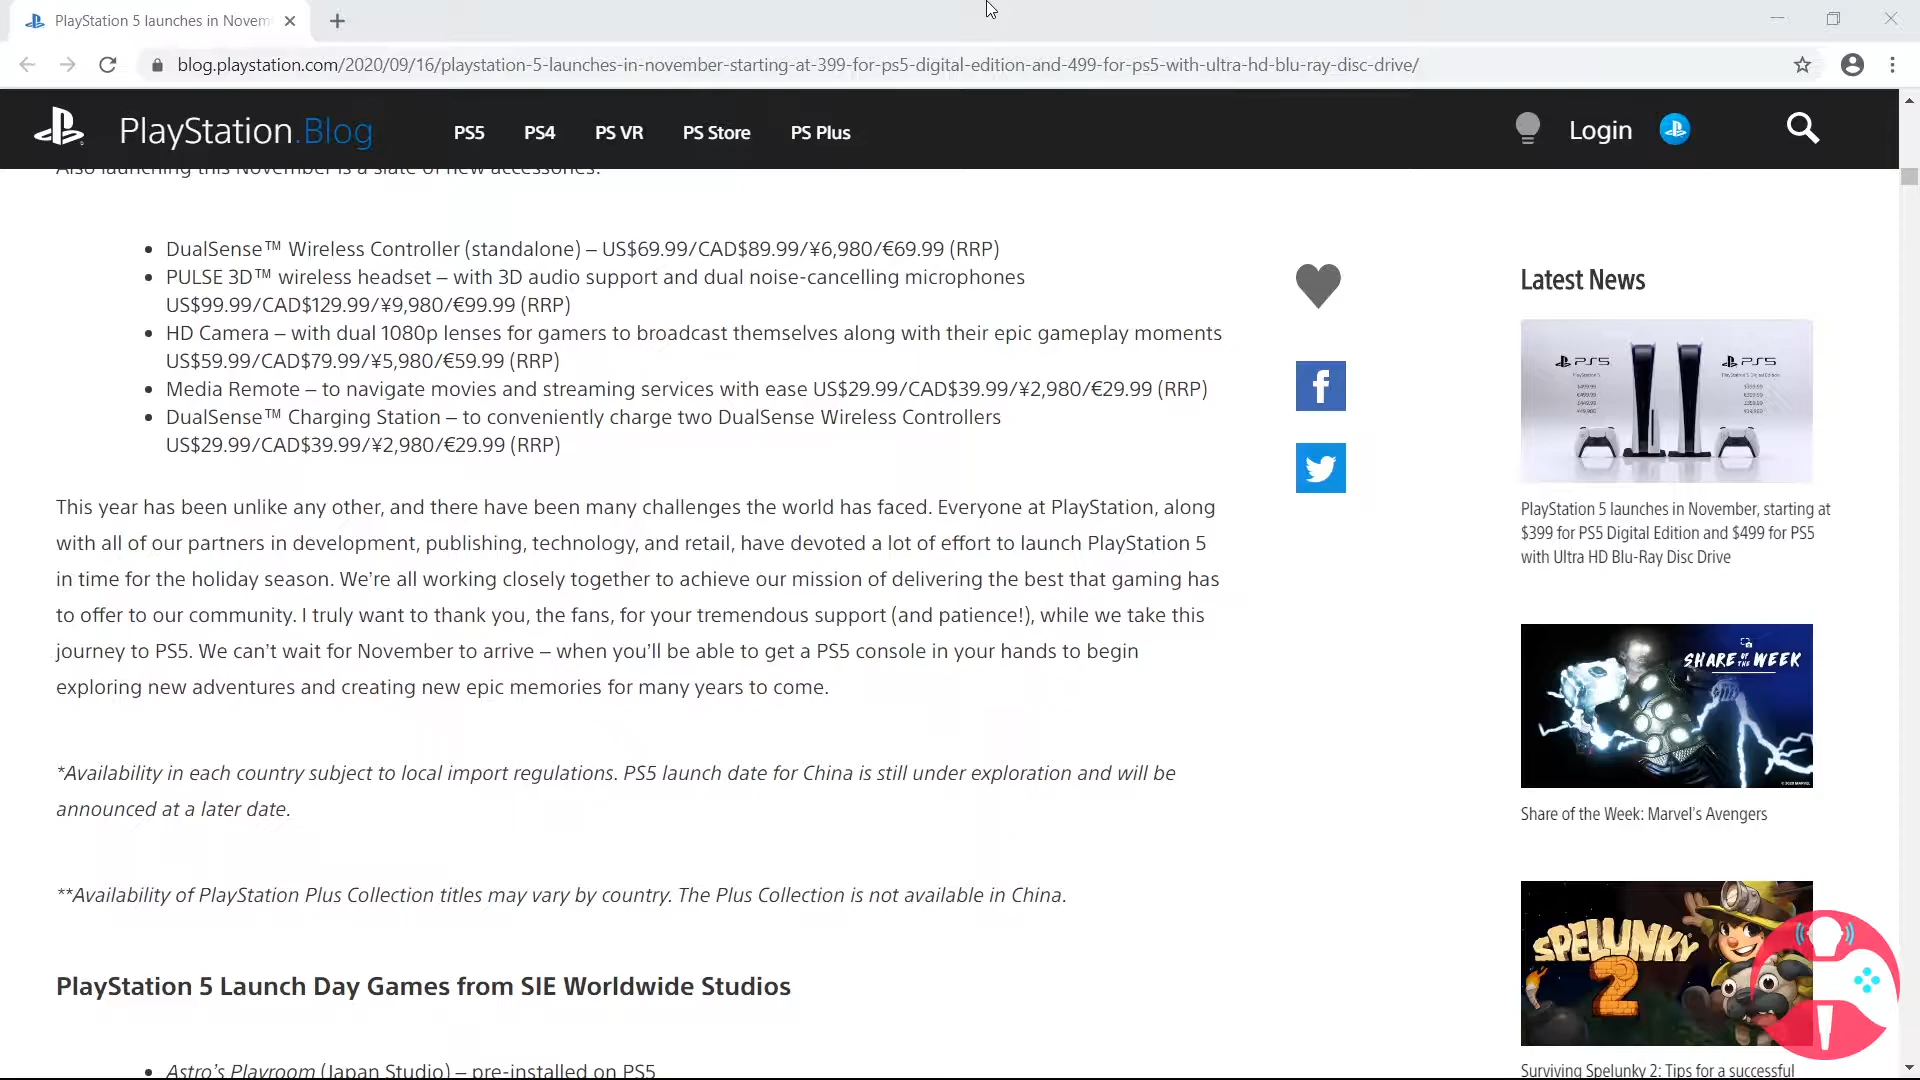 PlayStation 5 launches in Novem
blog.playstation.com/2020/09/16/playstation-5-launches-in-november-starting-at-399-for-ps5-digital-edition-and-499-for-ps5-with-ultra-hd-blu-ray-disc-drive/
PlayStation.Blog
PS5
PS4
PS VR
PS Store
PS Plus
Login
Also launching this November is a slate of new accessories:
• DualSense™ Wireless Controller (standalone) – US$69.99/CAD$89.99/¥6,980/€69.99 (RRP)
• PULSE 3D™ wireless headset – with 3D audio support and dual noise-cancelling microphones
US$99.99/CAD$129.99/¥9,980/€99.99 (RRP)
• HD Camera – with dual 1080p lenses for gamers to broadcast themselves along with their epic gameplay moments
US$59.99/CAD$79.99/¥5,980/€59.99 (RRP)
• Media Remote – to navigate movies and streaming services with ease US$29.99/CAD$39.99/¥2,980/€29.99 (RRP)
• DualSense™ Charging Station – to conveniently charge two DualSense Wireless Controllers
US$29.99/CAD$39.99/¥2,980/€29.99 (RRP)
This year has been unlike any other, and there have been many challenges the world has faced. Everyone at PlayStation, along
with all of our partners in development, publishing, technology, and retail, have devoted a lot of effort to launch PlayStation 5
in time for the holiday season. We’re all working closely together to achieve our mission of delivering the best that gaming has
to offer to our community. I truly want to thank you, the fans, for your tremendous support (and patience!), while we take this
journey to PS5. We can’t wait for November to arrive – when you’ll be able to get a PS5 console in your hands to begin
exploring new adventures and creating new epic memories for many years to come.
*Availability in each country subject to local import regulations. PS5 launch date for China is still under exploration and will be
announced at a later date.
**Availability of PlayStation Plus Collection titles may vary by country. The Plus Collection is not available in China.
PlayStation 5 Launch Day Games from SIE Worldwide Studios
• Astro’s Playroom (Japan Studio) – pre-installed on PS5
Latest News
PS5
PS5
PlayStation 5 launches in November, starting at
$399 for PS5 Digital Edition and $499 for PS5
with Ultra HD Blu-Ray Disc Drive
SHARE OF THE WEEK
Share of the Week: Marvel’s Avengers
SPELUNKY
2
Surviving Spelunky 2: Tips for a successful